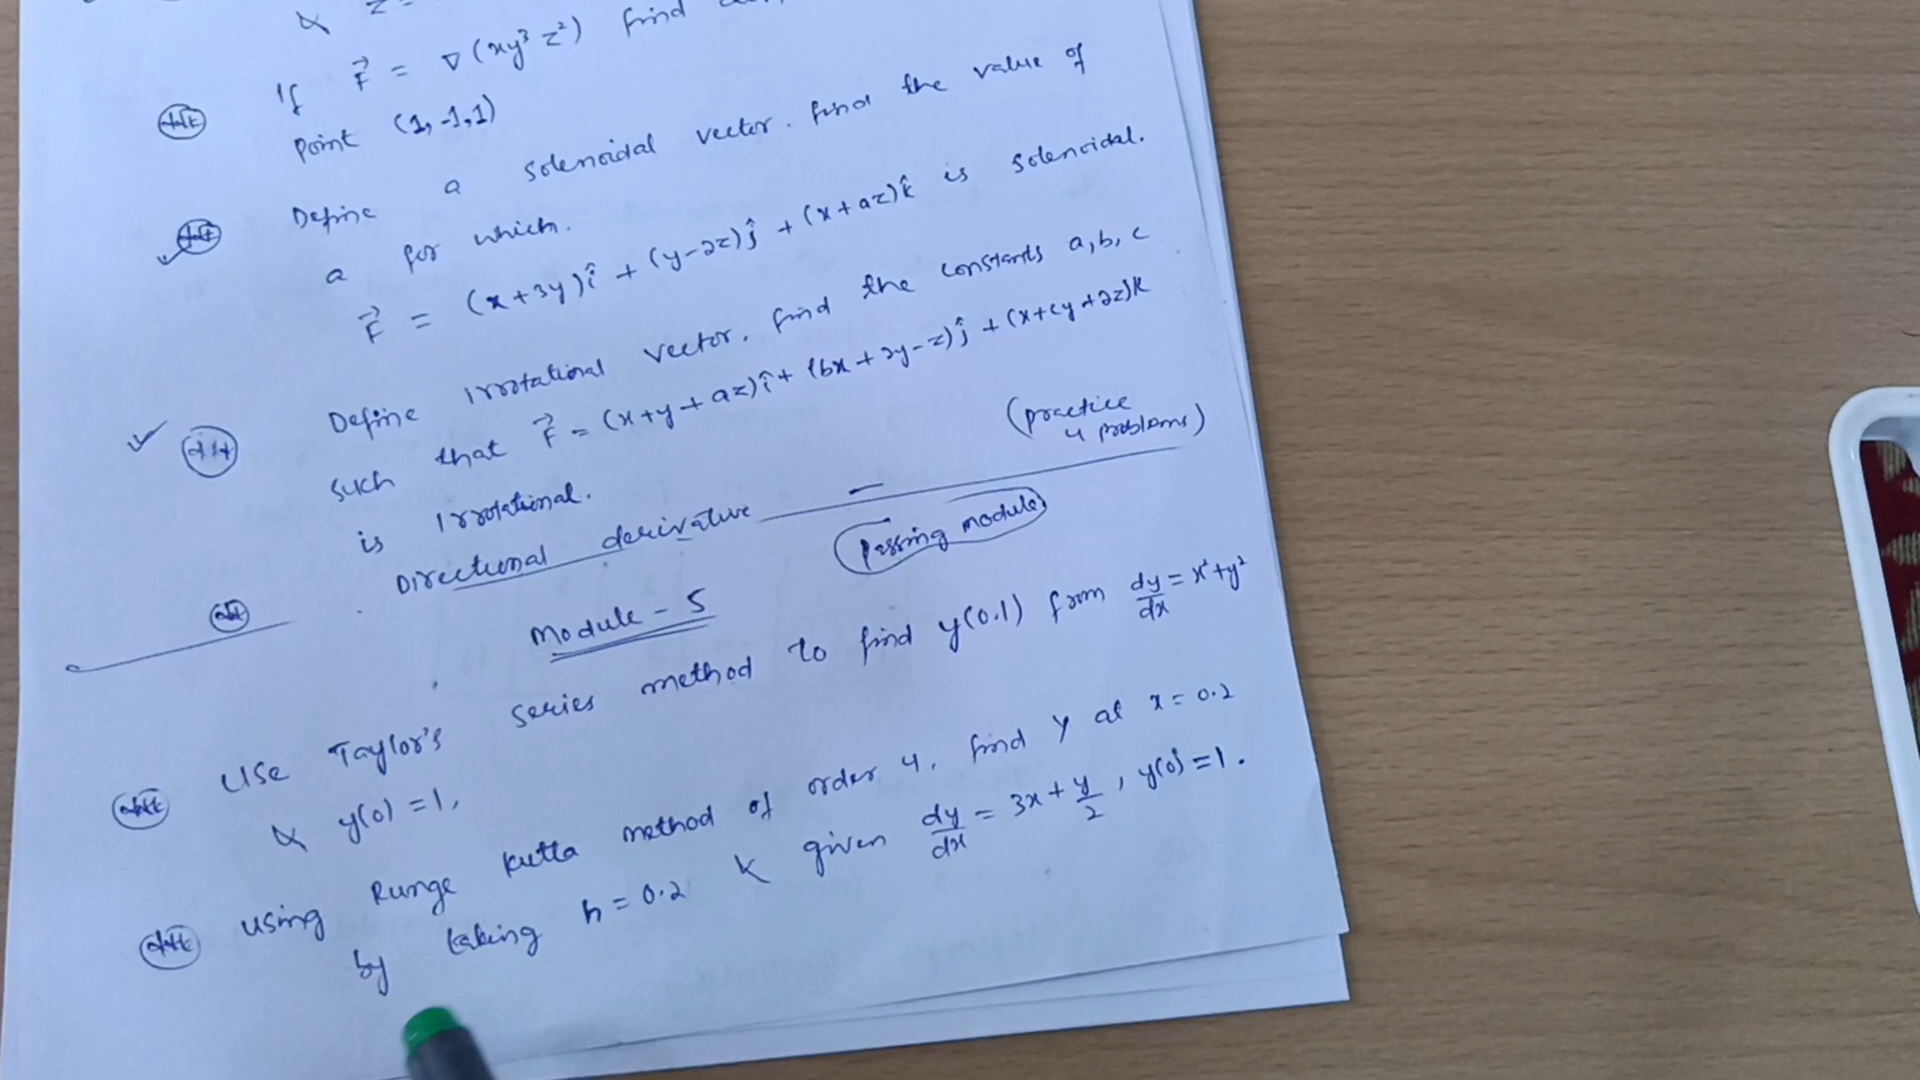 & z =
If F⃗ = ∇(xy³z²) find
point (1,-1,1)
Define a solenoidal vector. find the value of
a for which.
F⃗ = (x+3y)î + (y-2z)ĵ + (x+az)k̂ is solenoidal.
Define irrotational vector. find the constants a,b,c
such that F⃗ = (x+y+az)î + (bx+2y-z)ĵ + (x+cy+2z)k
is irrotational.
(practice
4 problems)
Directional derivative —
Module - 5
Passing module
Use Taylor's series method to find y(0.1) from dy/dx = x²+y²
& y(0) = 1,
Using Runge kutta method of order 4, find y at x = 0.2
by taking h = 0.2 & given dy/dx = 3x + y/2, y(0) = 1.